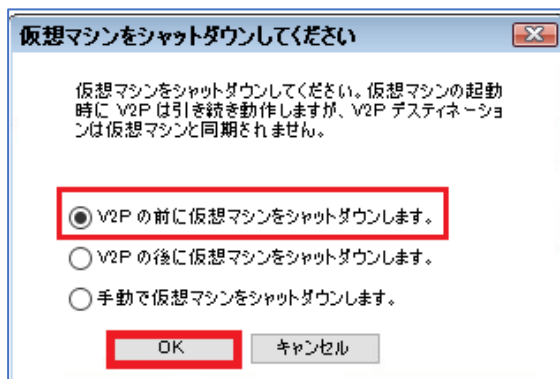 仮想マシンをシャットダウンしてください
仮想マシンをシャットダウンしてください。仮想マシンの起動
時に V2P は引き続き動作しますが、V2P デスティネーショ
ンは仮想マシンと同期されません。
V2P の前に仮想マシンをシャットダウンします。
V2P の後に仮想マシンをシャットダウンします。
手動で仮想マシンをシャットダウンします。
OK キャンセル